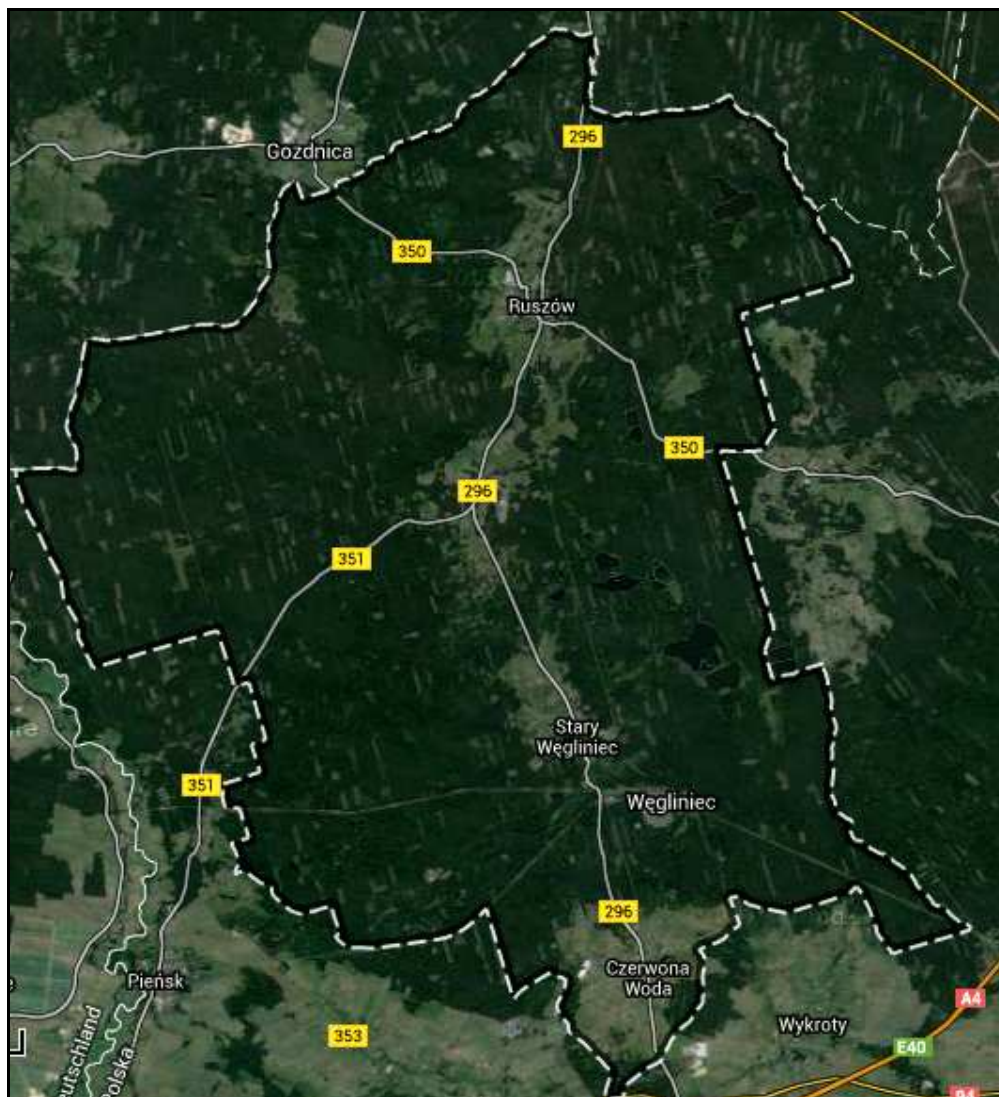 296
Gozdnica
350
Ruszów
350
296
351
Stary
Węgliniec
351
Węgliniec
296
Czerwona
Woda
Pieńsk
A4
Wykroty
353
E40
Polska